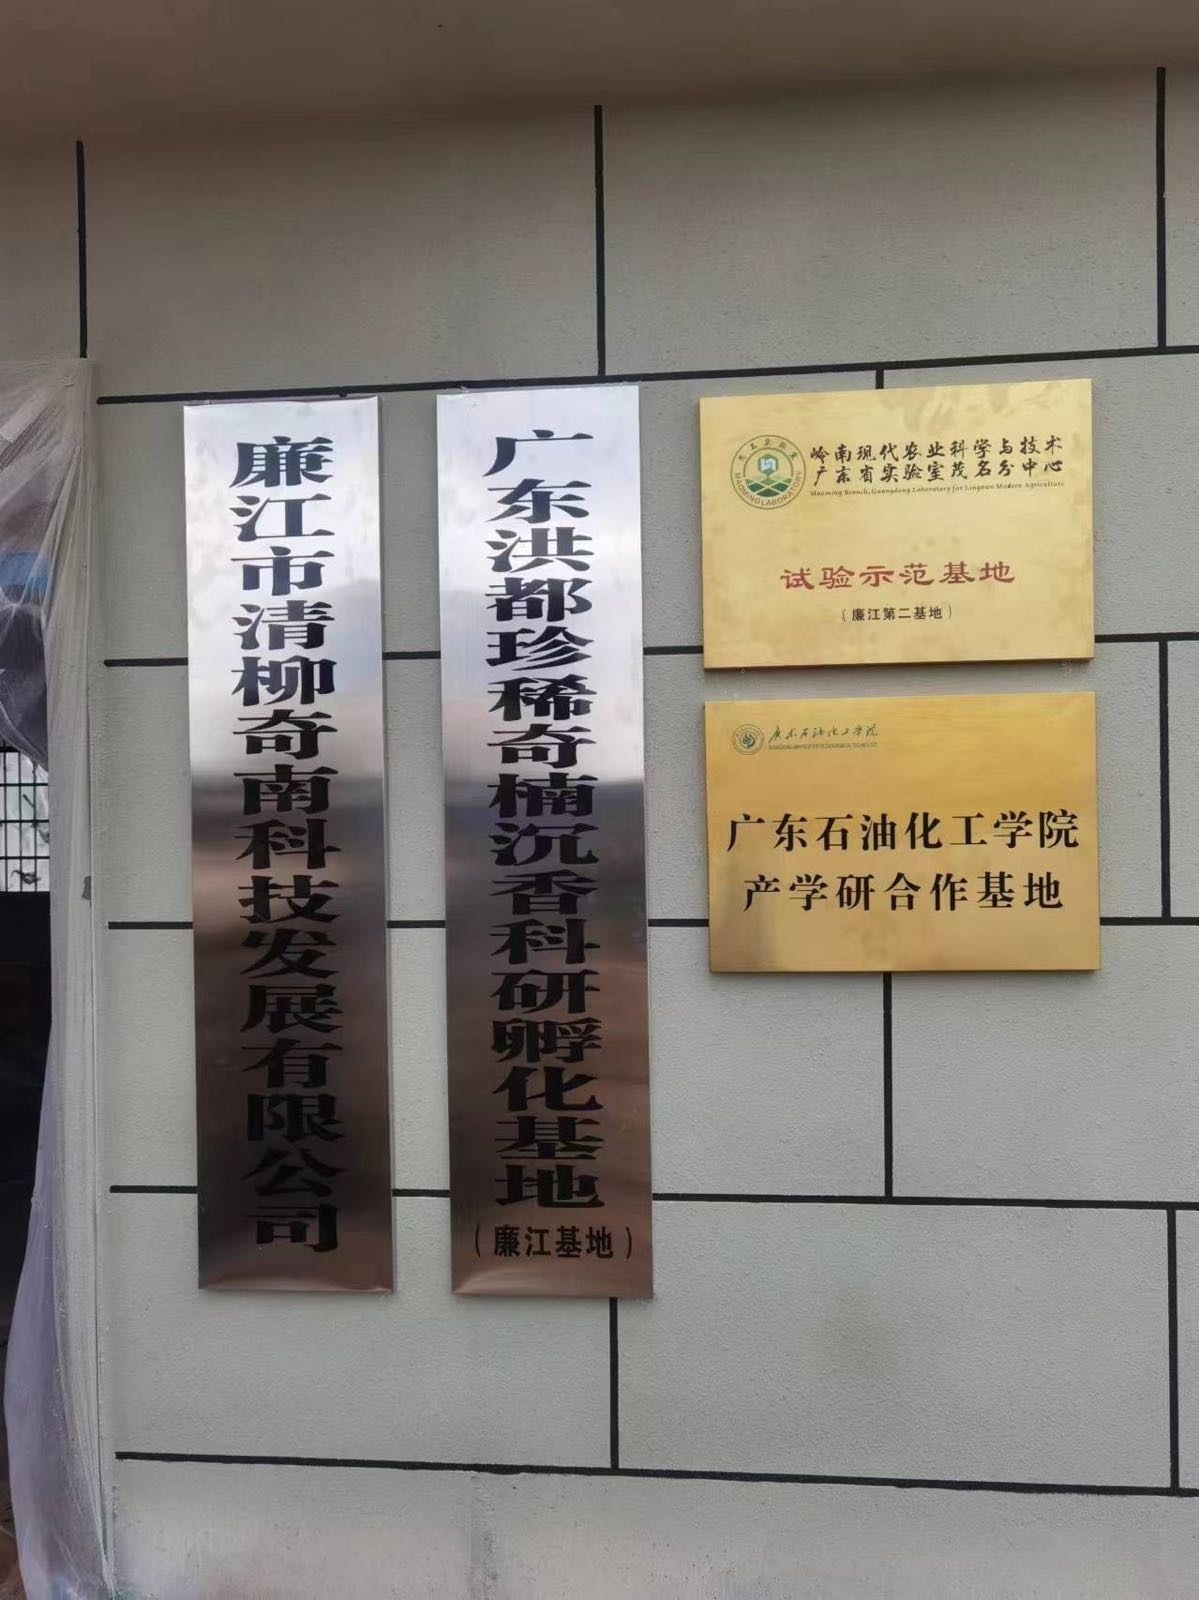 廉江市清柳奇南科技发展有限公司
广东洪都珍稀奇楠沉香科研孵化基地
（廉江基地）
MAOMING LABORATORY
岭南现代农业科学与技术
广东省实验室茂名分中心
Maoming Branch, Guangdong Laboratory for Lingnan Modern Agriculture
试验示范基地
（廉江第二基地）
广东石油化工学院
广东石油化工学院
产学研合作基地